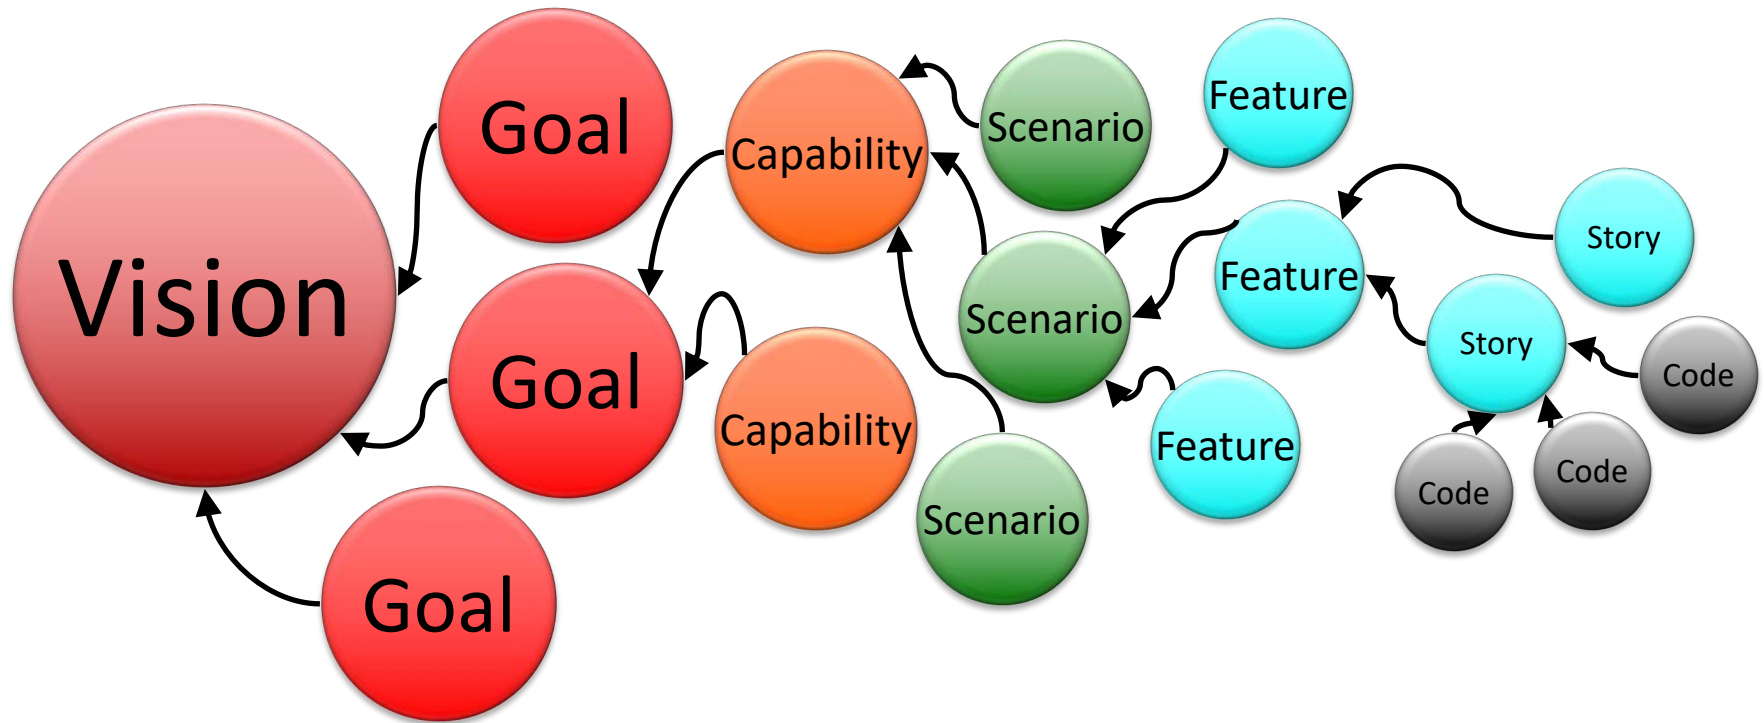 Vision
Goal
Goal
Goal
Capability
Capability
Scenario
Scenario
Scenario
Feature
Feature
Feature
Story
Story
Code
Code
Code